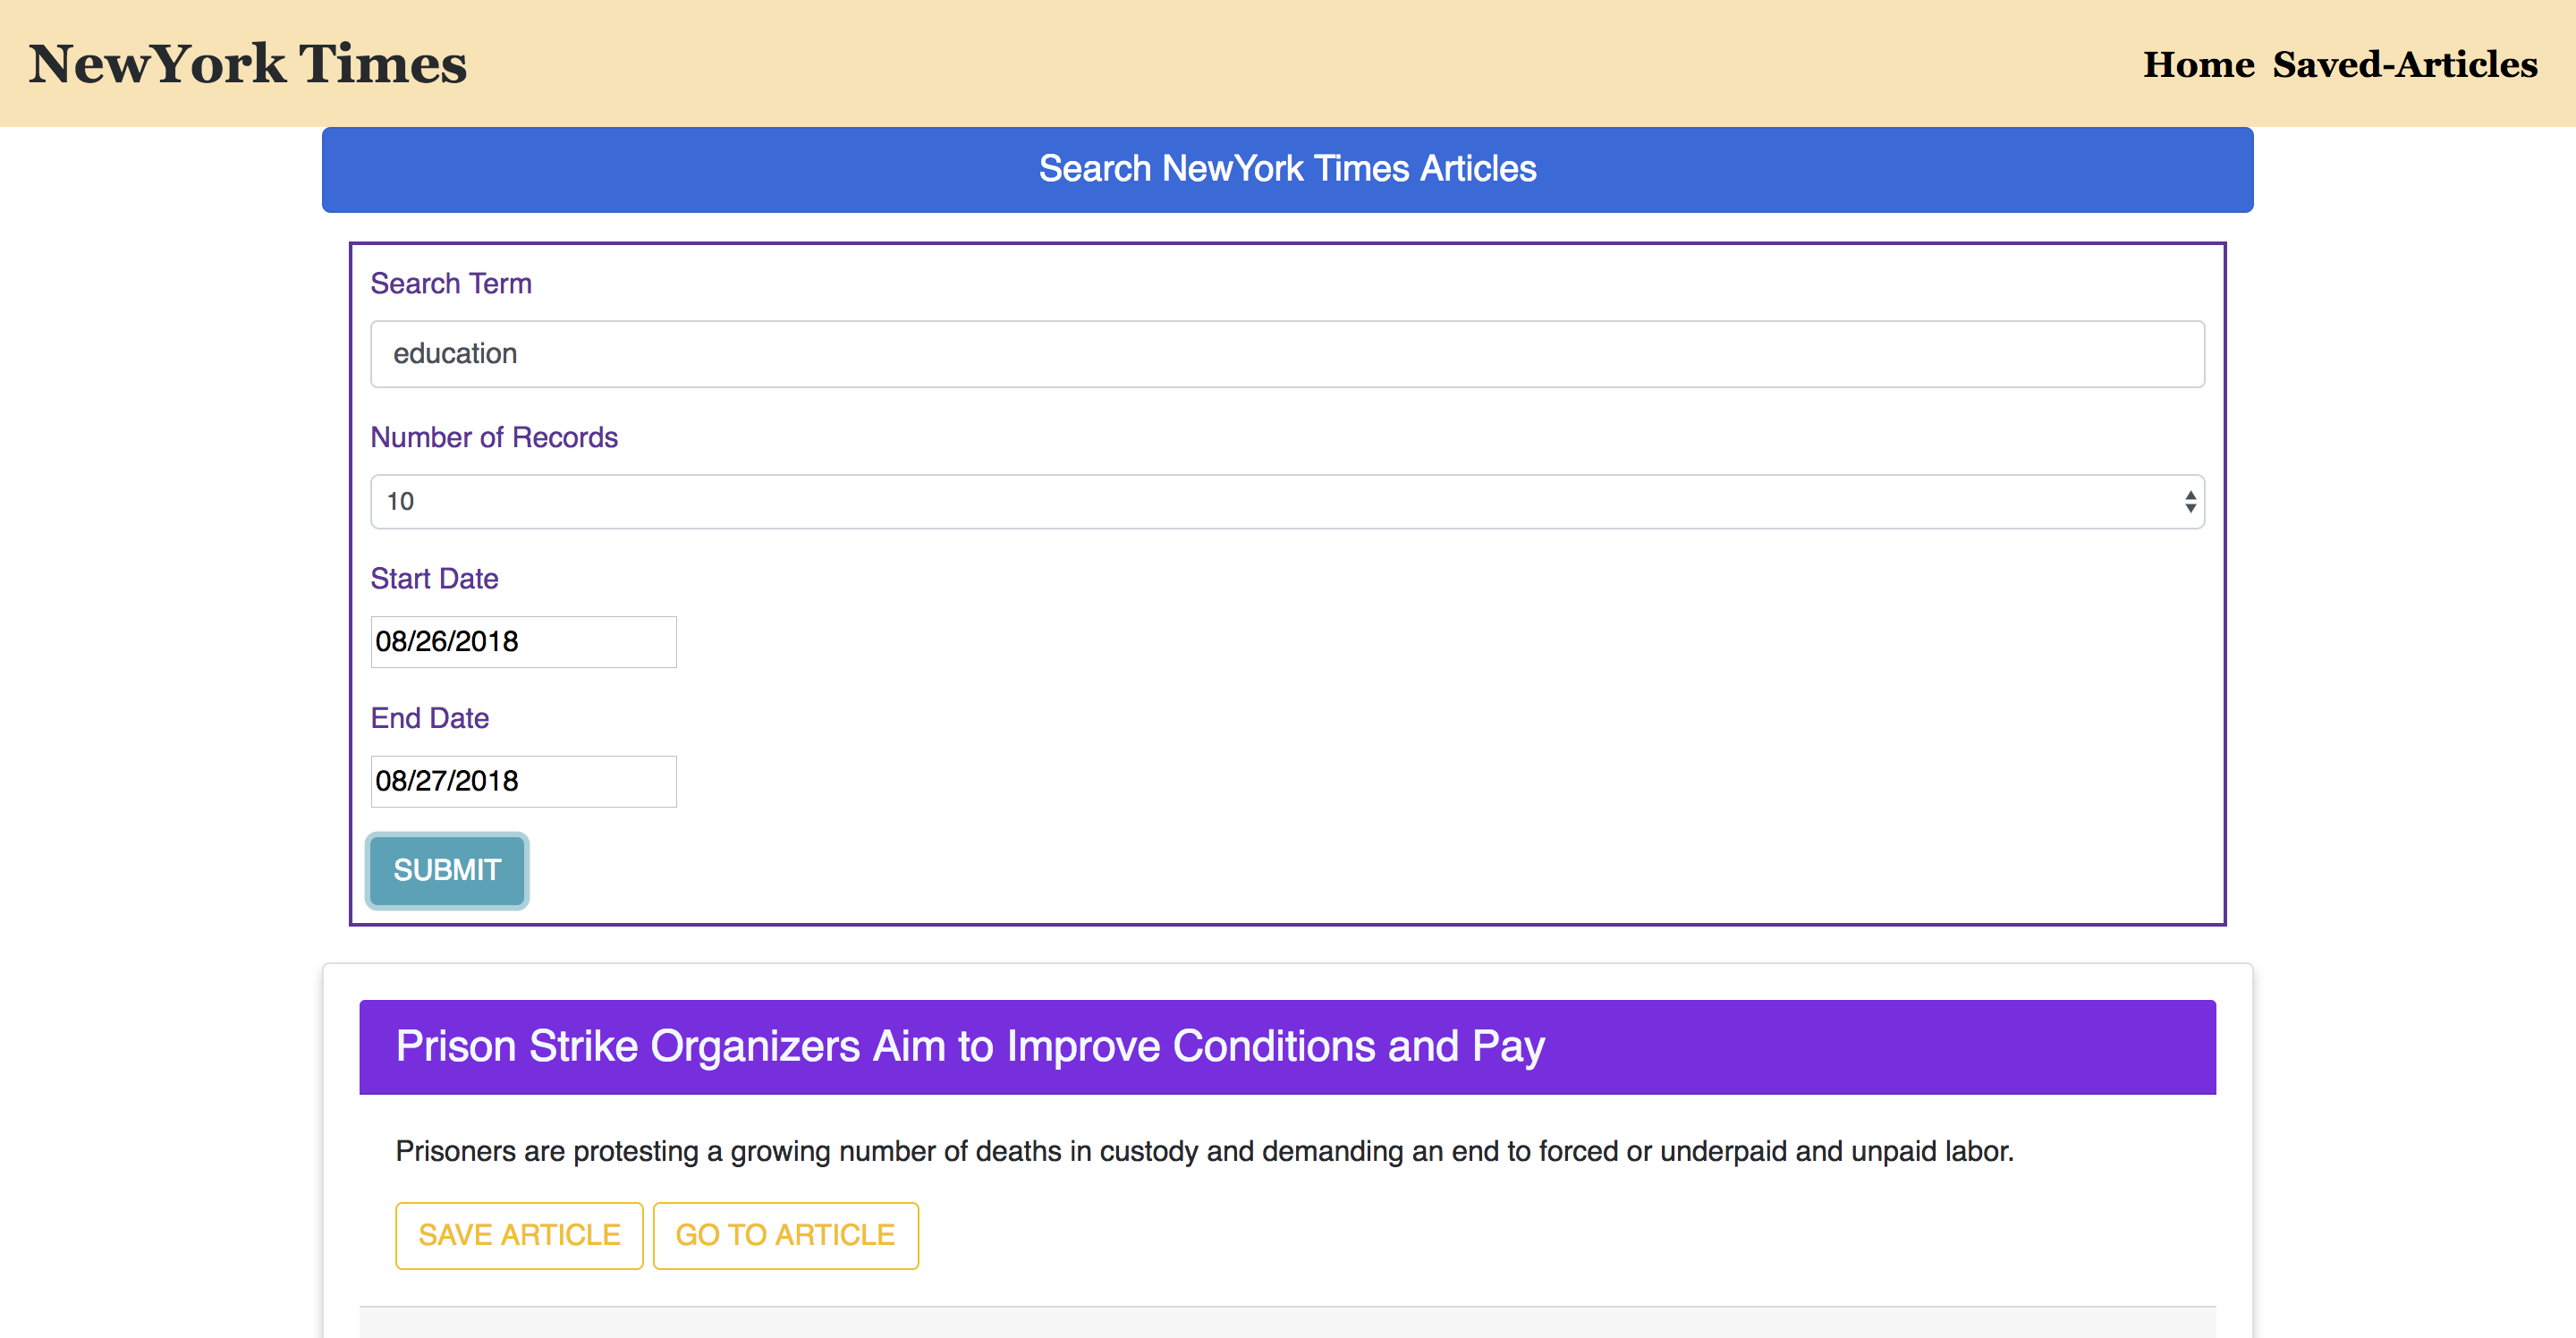 NewYork Times
Home Saved-Articles
Search NewYork Times Articles
Search Term
education
Number of Records
10
Start Date
08/26/2018
End Date
08/27/2018
SUBMIT
Prison Strike Organizers Aim to Improve Conditions and Pay
Prisoners are protesting a growing number of deaths in custody and demanding an end to forced or underpaid and unpaid labor.
SAVE ARTICLE GO TO ARTICLE